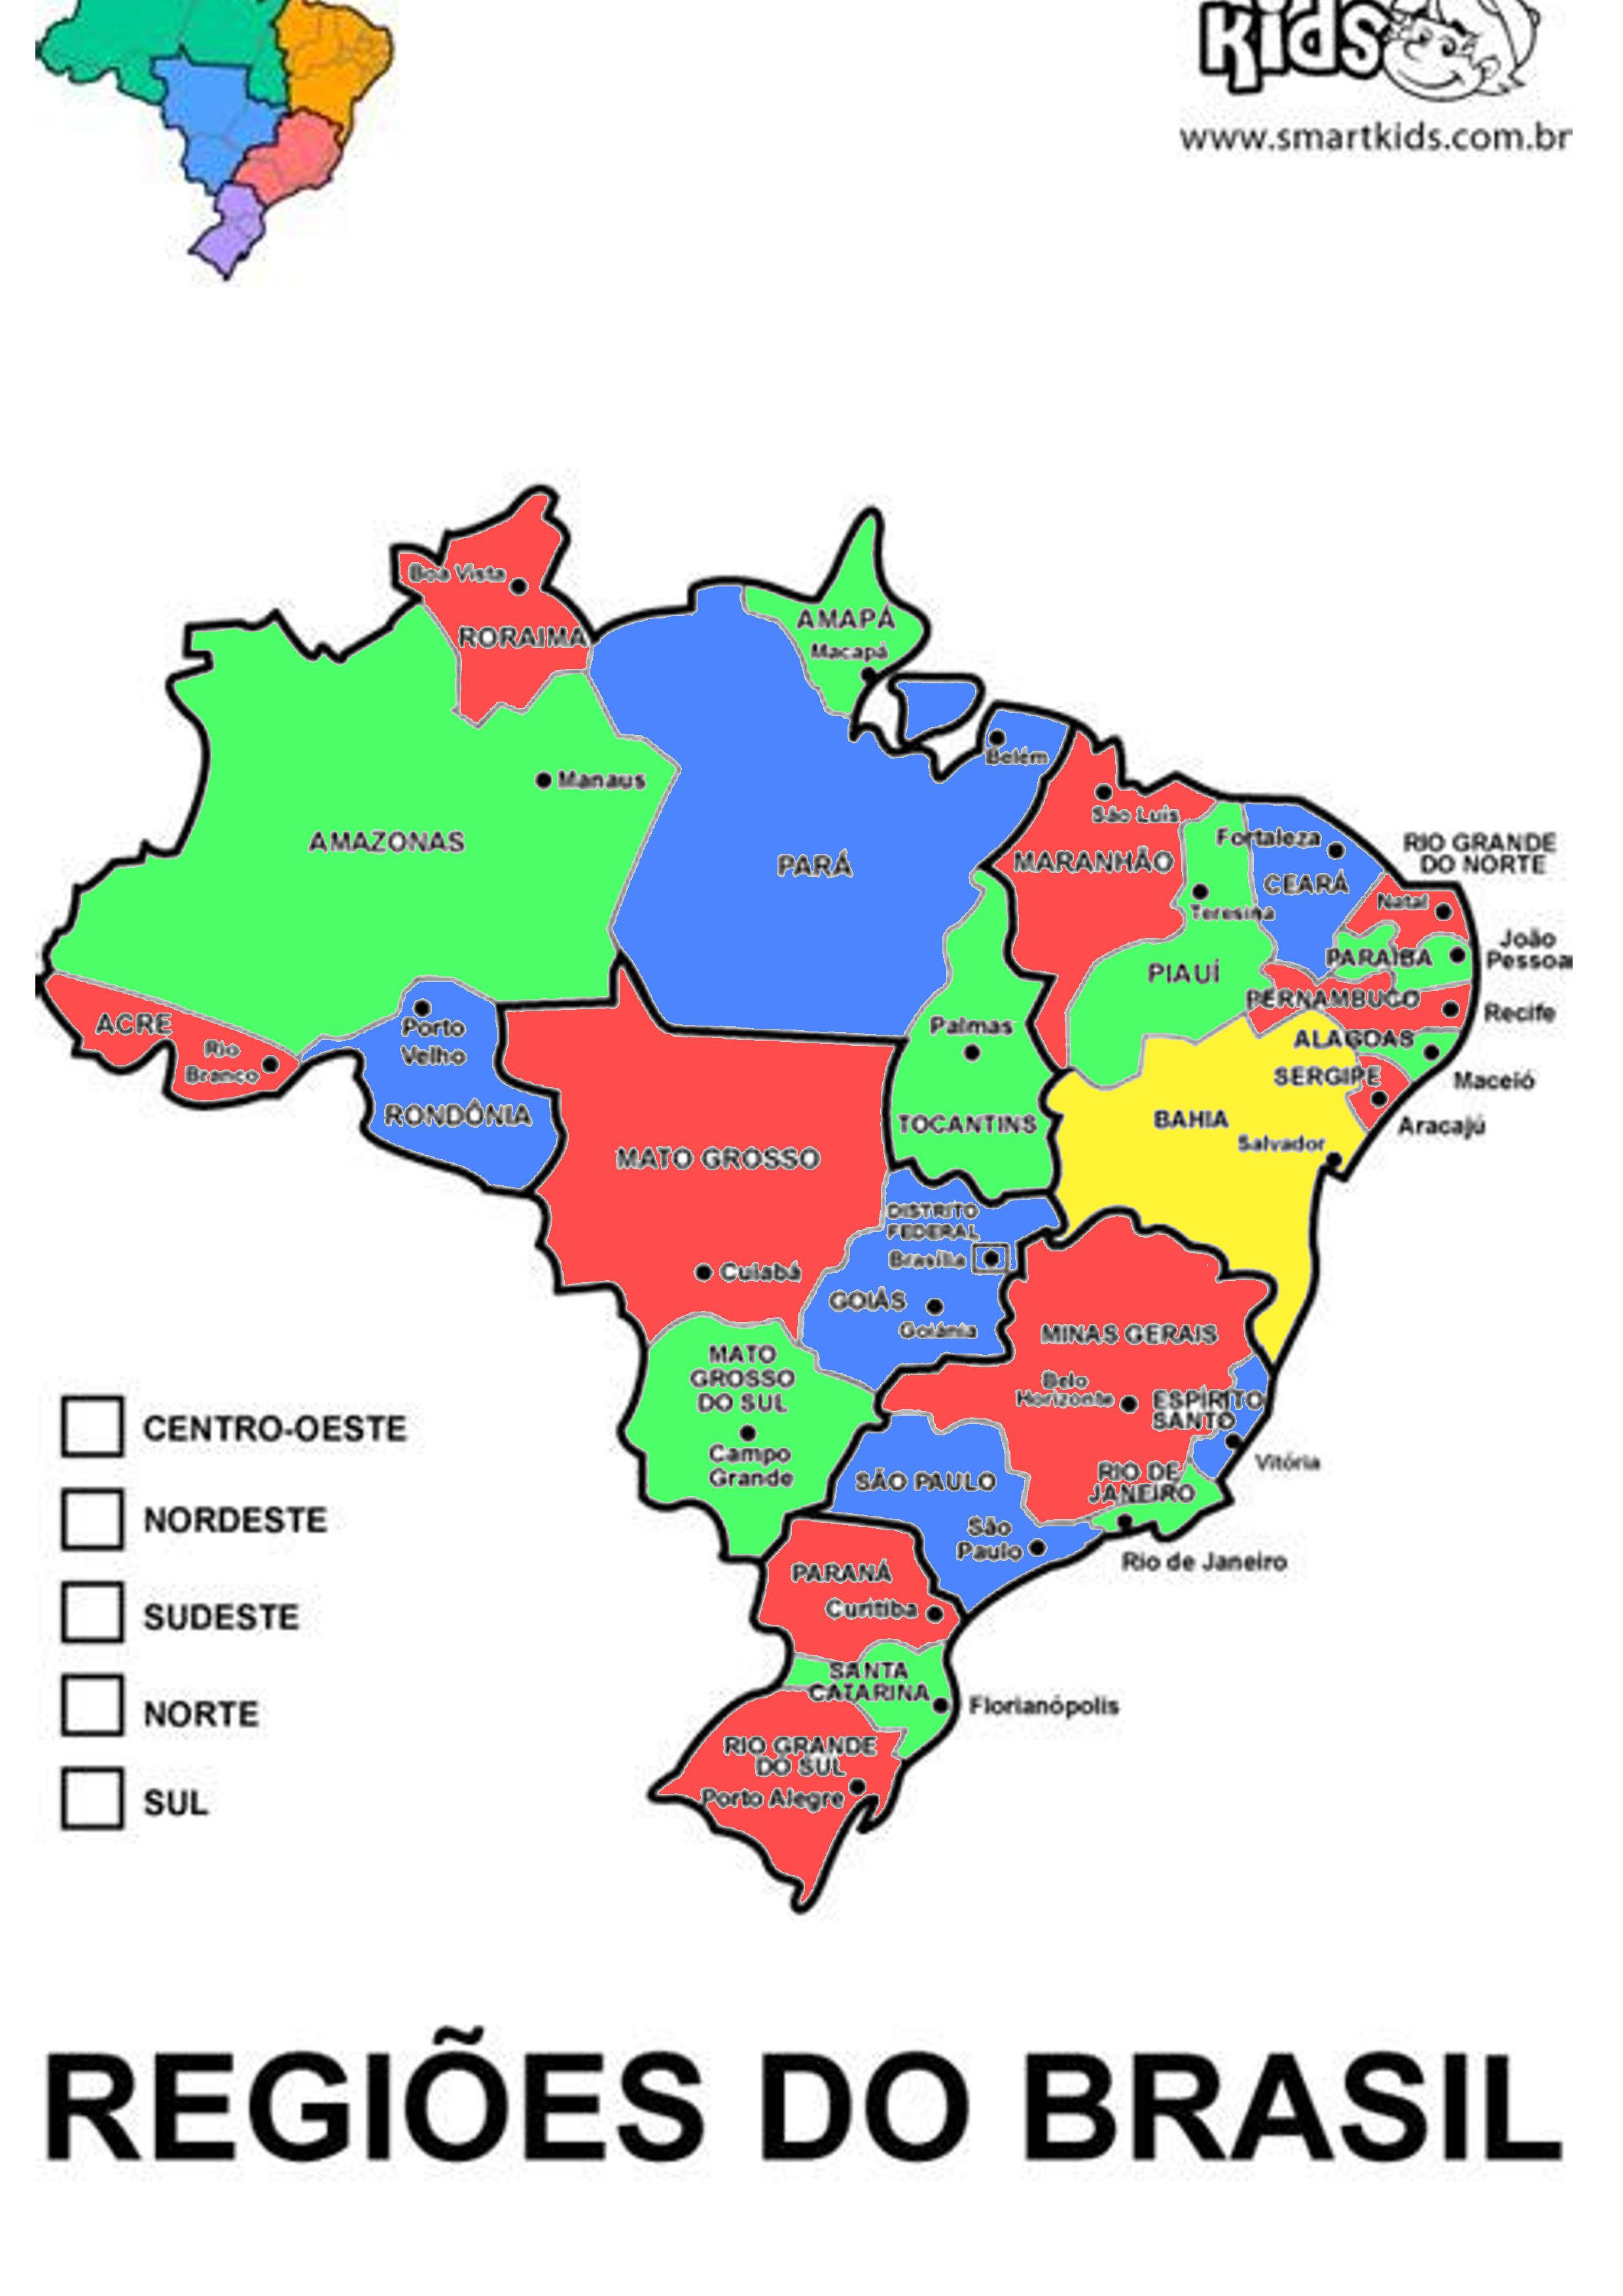 kids
www.smartkids.com.br
Boa Vista
RORAIMA
AMAPÁ
Macapá
Belém
Manaus
AMAZONAS
PARÁ
São Luís
MARANHÃO
Fortaleza
CEARÁ
RIO GRANDE
DO NORTE
Natal
Teresina
PIAUÍ
PARAÍBA
João
Pessoa
PERNAMBUCO
Recife
ACRE
Rio
Branco
Porto
Velho
RONDÔNIA
Palmas
TOCANTINS
ALAGOAS
Maceió
SERGIPE
Aracajú
BAHIA
Salvador
MATO GROSSO
Cuiabá
DISTRITO
FEDERAL
Brasília
GOIÁS
Goiânia
MINAS GERAIS
Belo
Horizonte
ESPÍRITO
SANTO
Vitória
MATO
GROSSO
DO SUL
Campo
Grande
SÃO PAULO
São
Paulo
RIO DE
JANEIRO
Rio de Janeiro
PARANÁ
Curitiba
SANTA
CATARINA
Florianópolis
RIO GRANDE
DO SUL
Porto Alegre
CENTRO-OESTE
NORDESTE
SUDESTE
NORTE
SUL
REGIÕES DO BRASIL